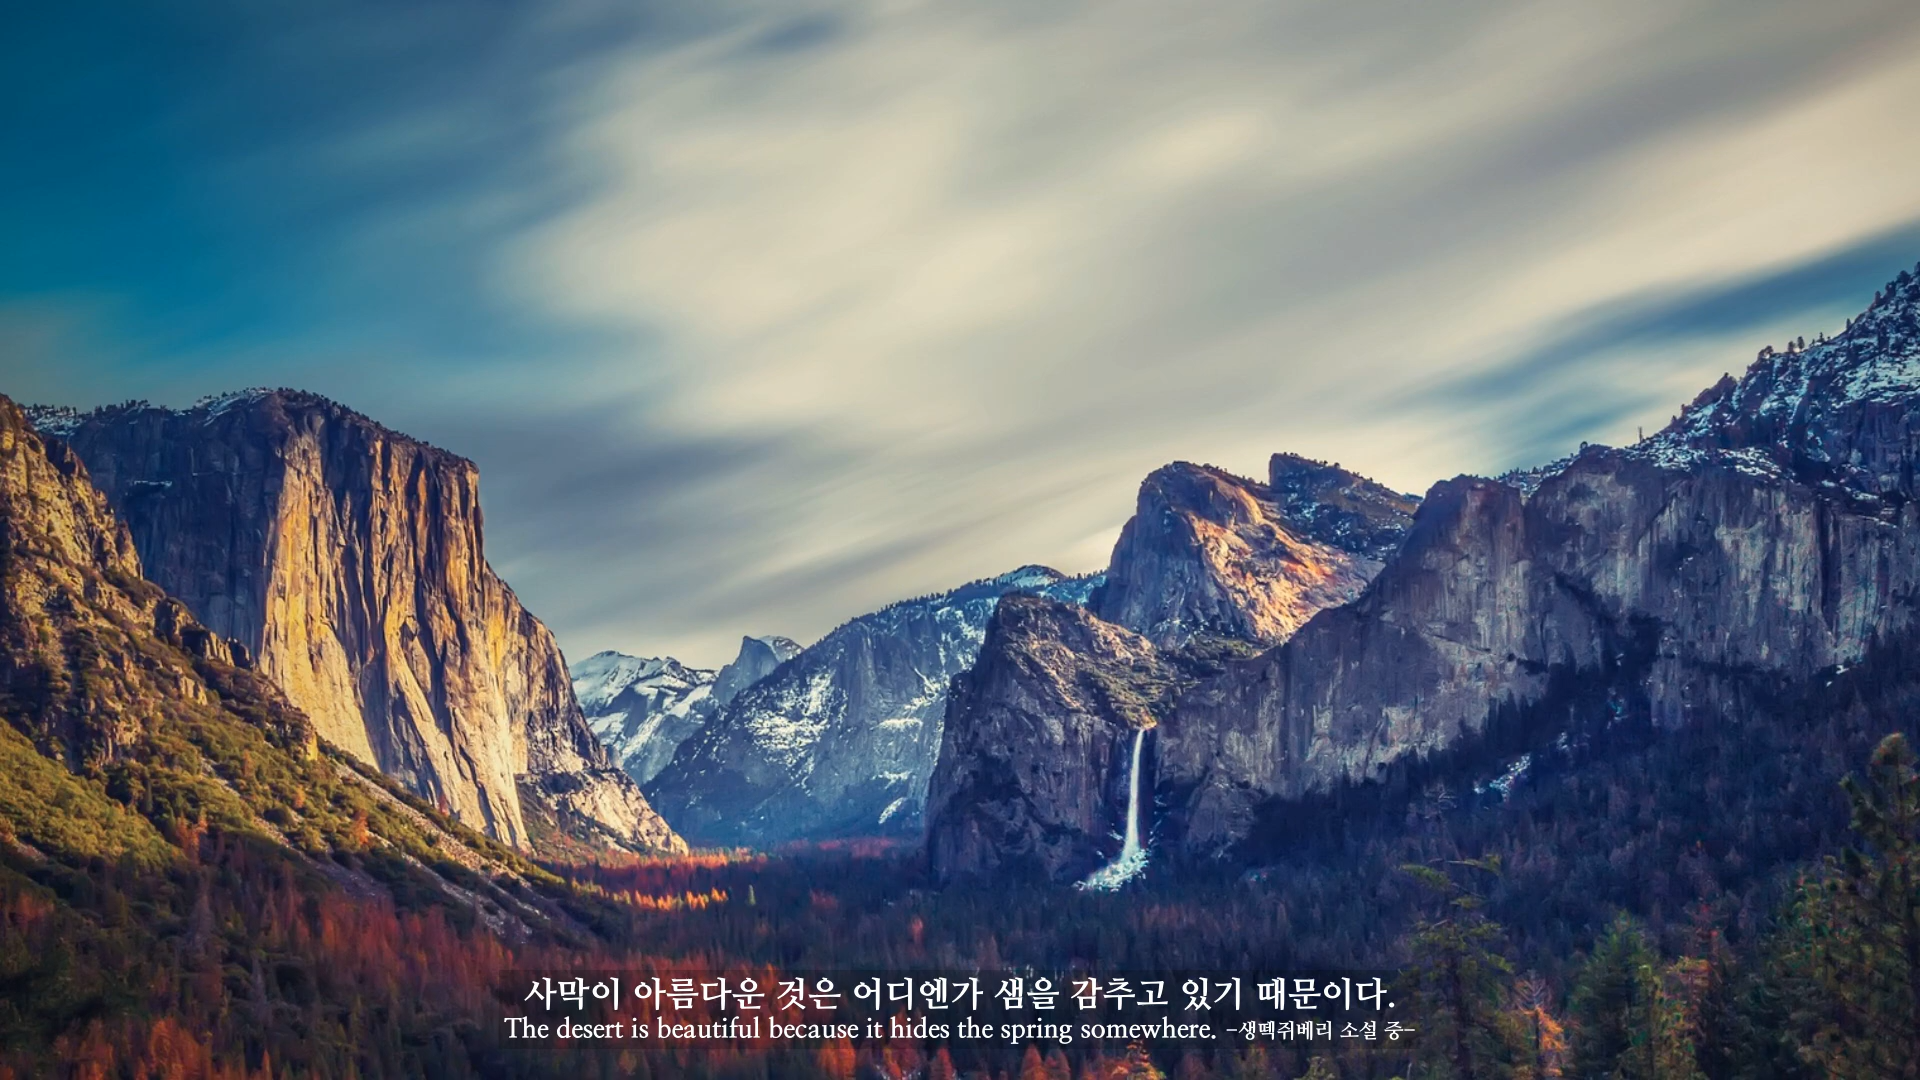 사막이 아름다운 것은 어디엔가 샘을 감추고 있기 때문이다.
The desert is beautiful because it hides the spring somewhere. -생떽쥐베리 소설 중-